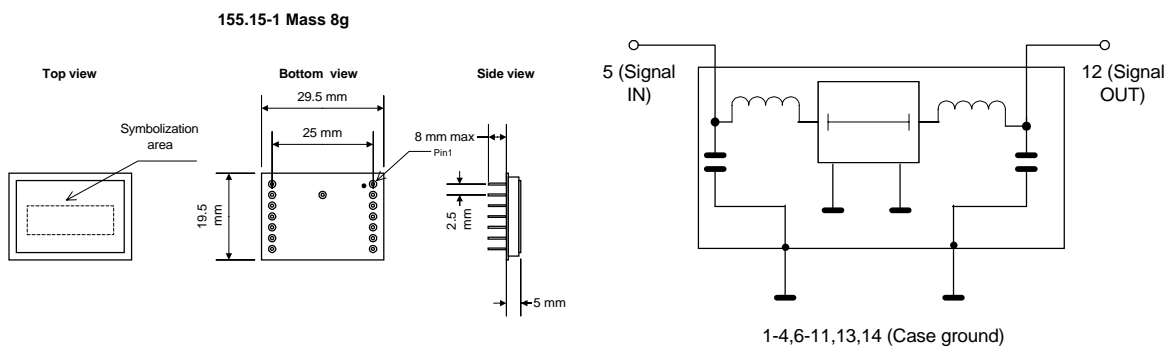 155.15-1 Mass 8g
Top view
Bottom view
Side view
29.5 mm
25 mm
8 mm max
Pin1
Symbolization
area
19.5
mm
2.5
mm
5 mm
5 (Signal
IN)
12 (Signal
OUT)
1-4,6-11,13,14 (Case ground)